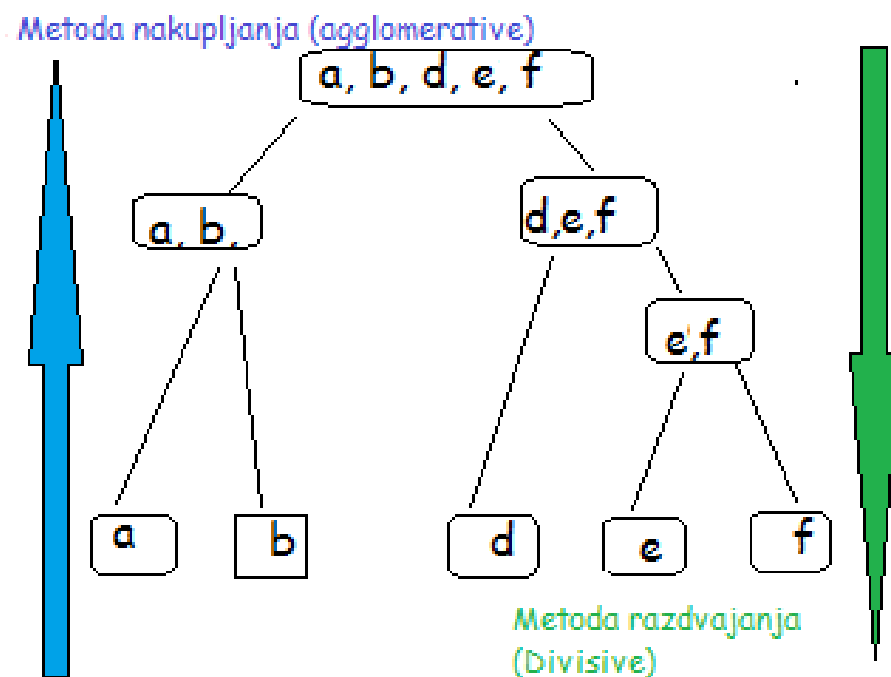 Metoda nakupljanja (agglomerative)
a, b, d, e, f
a, b,
d,e,f
e',f
a
b
d
e
f
Metoda razdvajanja
(Divisive)